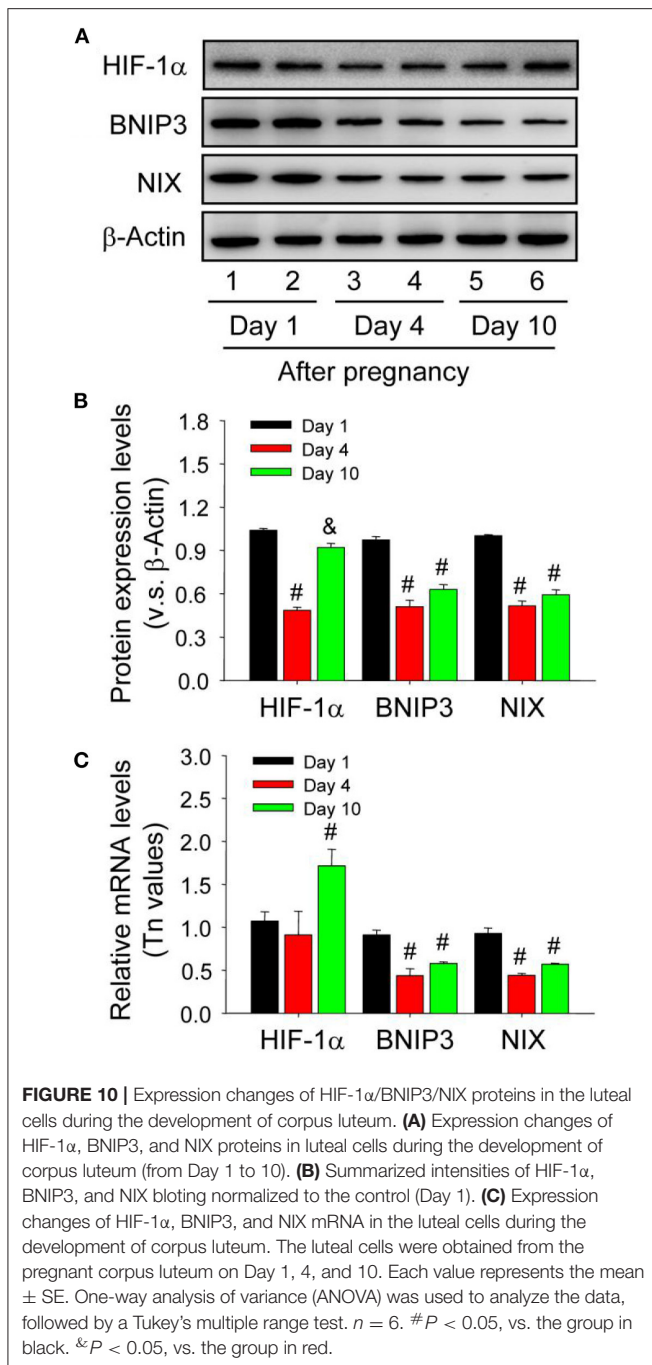 A
HIF-1α
BNIP3
NIX
β-Actin
1 2 3 4 5 6
Day 1 Day 4 Day 10
After pregnancy
B
Protein expression levels
(v.s. β-Actin)
1.8
1.5
1.2
0.9
0.6
0.3
0.0
Day 1
Day 4
Day 10
# & # # # #
HIF-1α BNIP3 NIX
C
Relative mRNA levels
(Tn values)
3.0
2.5
2.0
1.5
1.0
0.5
0.0
Day 1
Day 4
Day 10
# # # # #
HIF-1α BNIP3 NIX
FIGURE 10 | Expression changes of HIF-1α/BNIP3/NIX proteins in the luteal
cells during the development of corpus luteum. (A) Expression changes of
HIF-1α, BNIP3, and NIX proteins in luteal cells during the development of
corpus luteum (from Day 1 to 10). (B) Summarized intensities of HIF-1α,
BNIP3, and NIX bloting normalized to the control (Day 1). (C) Expression
changes of HIF-1α, BNIP3, and NIX mRNA in the luteal cells during the
development of corpus luteum. The luteal cells were obtained from the
pregnant corpus luteum on Day 1, 4, and 10. Each value represents the mean
± SE. One-way analysis of variance (ANOVA) was used to analyze the data,
followed by a Tukey's multiple range test. n = 6. #P < 0.05, vs. the group in
black. &P < 0.05, vs. the group in red.